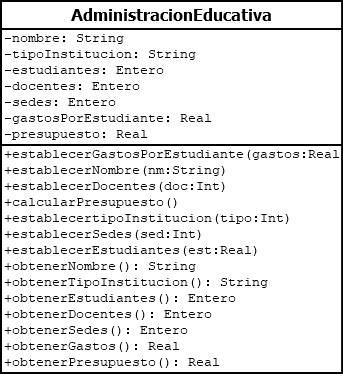 AdministracionEducativa
-nombre: String
-tipoInstitucion: String
-estudiantes: Entero
-docentes: Entero
-sedes: Entero
-gastosPorEstudiante: Real
-presupuesto: Real
+establecerGastosPorEstudiante(gastos:Real
+establecerNombre(nm:String)
+establecerDocentes(doc:Int)
+calcularPresupuesto()
+establecertipoInstitucion(tipo:Int)
+establecerSedes(sed:Int)
+establecerEstudiantes(est:Real)
+obtenerNombre(): String
+obtenerTipoInstitucion(): String
+obtenerEstudiantes(): Entero
+obtenerDocentes(): Entero
+obtenerSedes(): Entero
+obtenerGastos(): Real
+obtenerPresupuesto(): Real